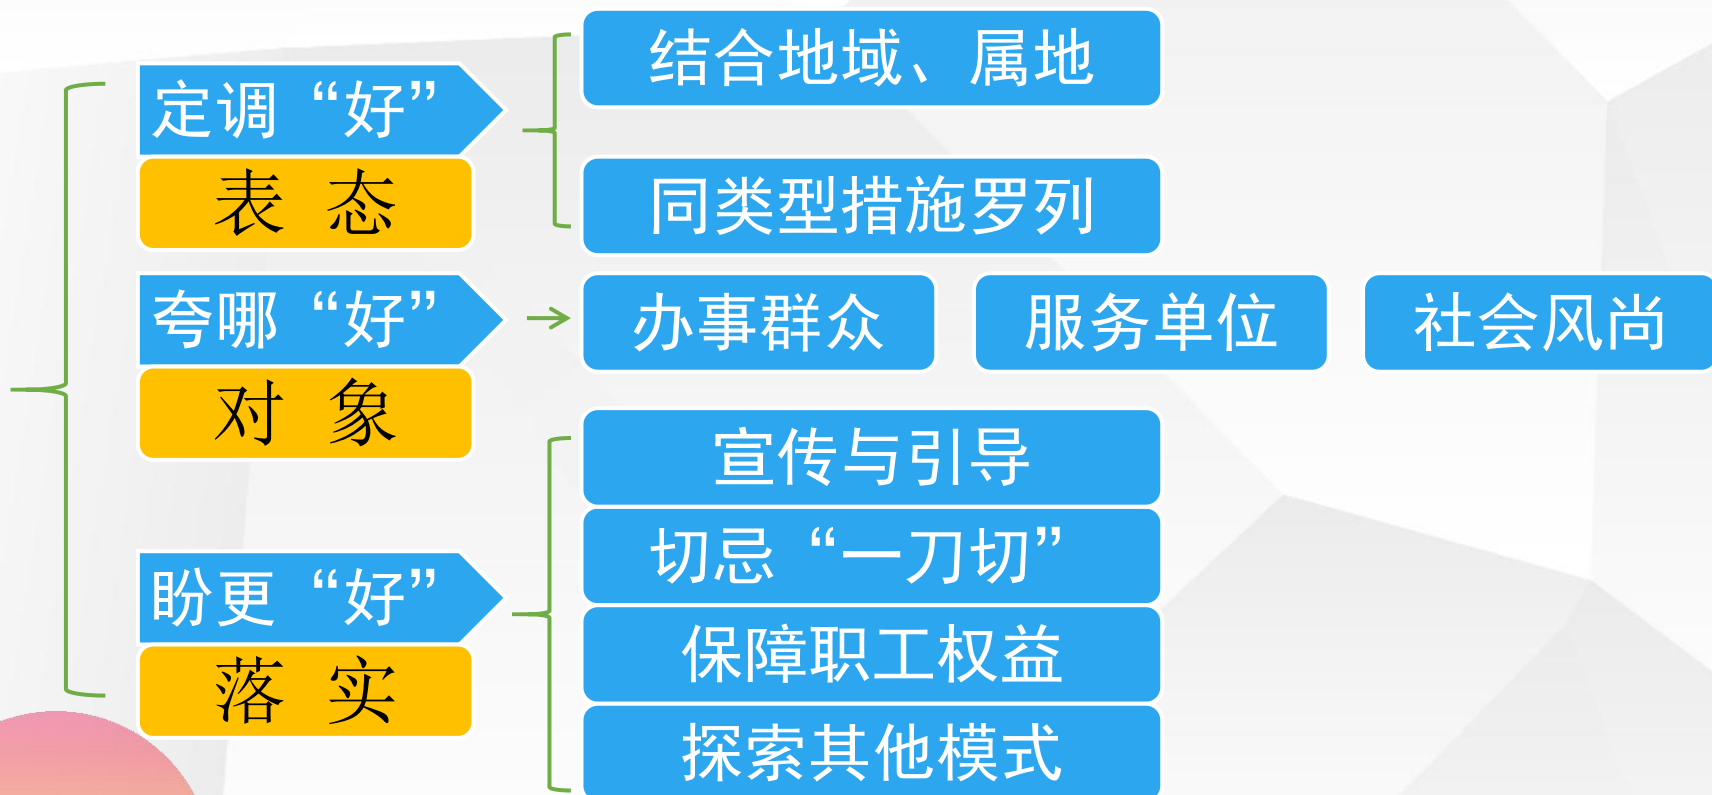 定调“好”
表 态
结合地域、属地
同类型措施罗列
夸哪“好”
对 象
办事群众
服务单位
社会风尚
盼更“好”
落 实
宣传与引导
切忌“一刀切”
保障职工权益
探索其他模式